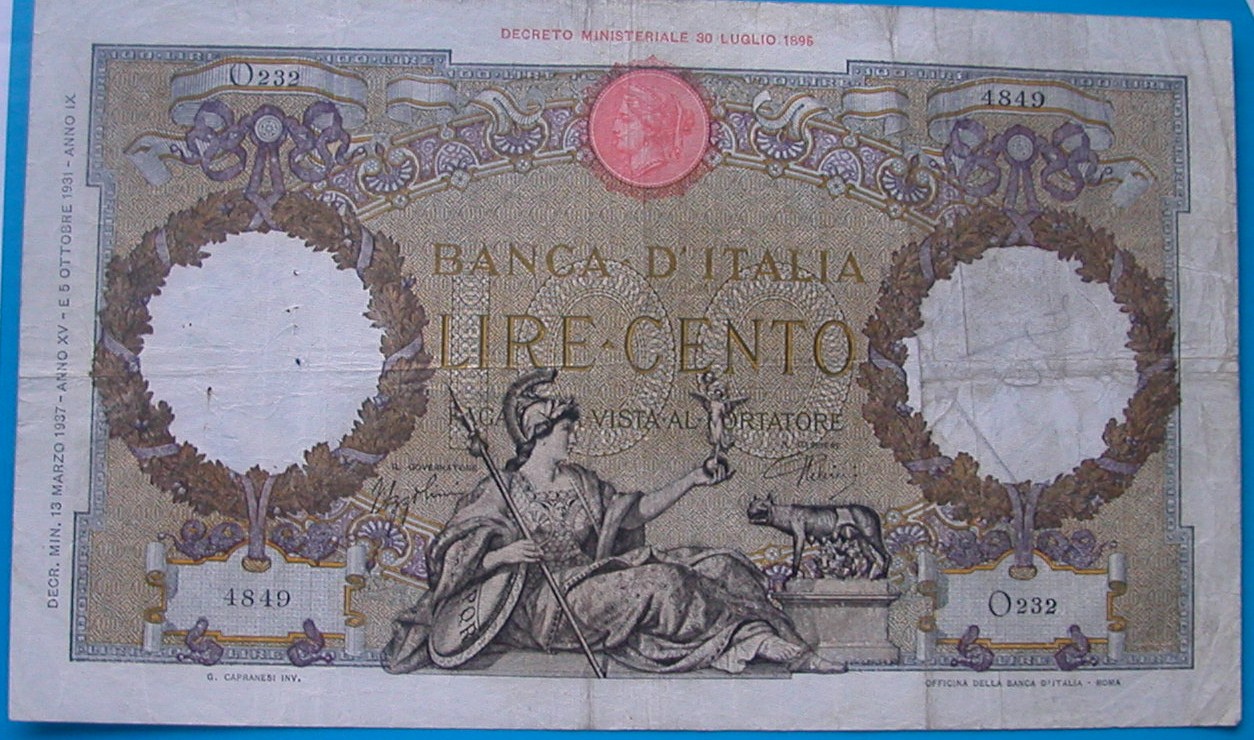 DECRETO MINISTERIALE 30 LUGLIO 1896
O232
4849
DECR. MIN. 13 MARZO 1937 - ANNO XV - E 5 OTTOBRE 1931 - ANNO IX
BANCA D'ITALIA
LIRE CENTO
PAGA A VISTA AL PORTATORE
IL GOVERNATORE
4849
O232
G. CAPRANESI INV.
OFFICINA DELLA BANCA D'ITALIA - ROMA